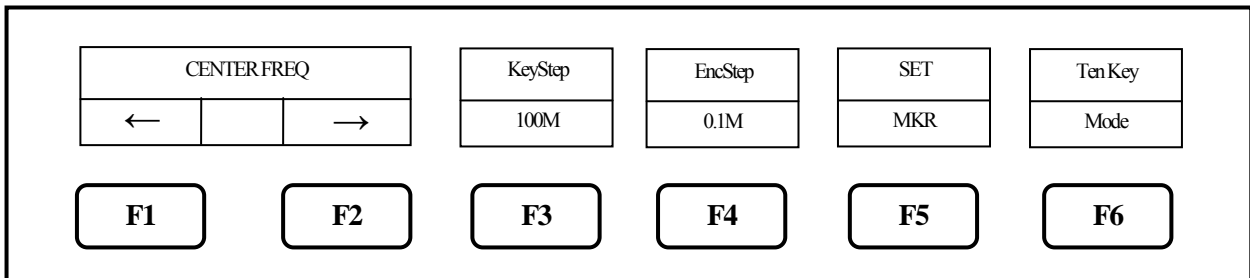 CENTER FREQ KeyStep EncStep SET Ten Key
← → 100M 0.1M MKR Mode
F1 F2 F3 F4 F5 F6